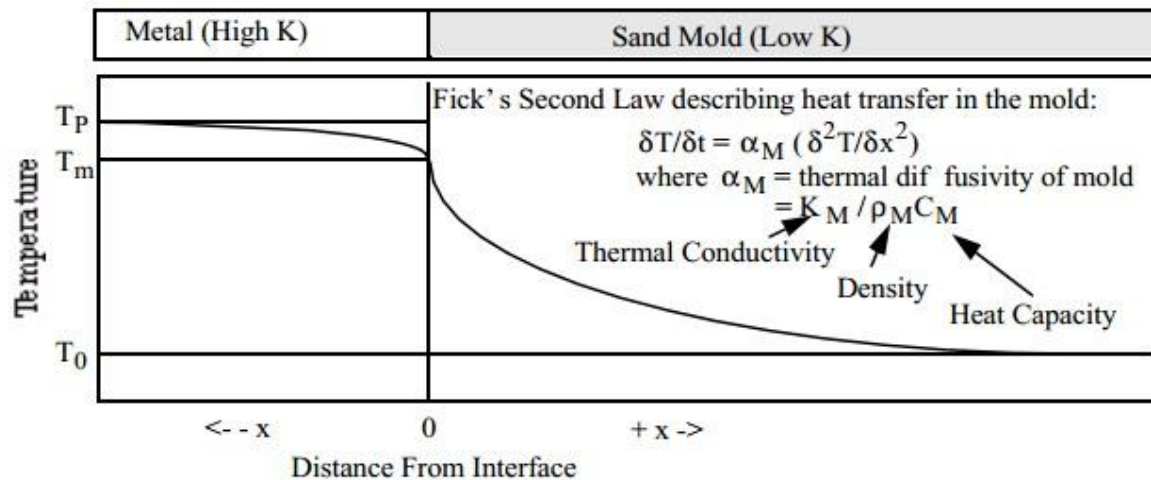 Metal (High K)
Sand Mold (Low K)
Fick's Second Law describing heat transfer in the mold:
δT/δt = α_M ( δ²T/δx²)
where α_M = thermal dif fusivity of mold
= K_M / ρ_M C_M
Thermal Conductivity
Density
Heat Capacity
Temperature
T_P
T_m
T_0
<- - x
0
+ x ->
Distance From Interface